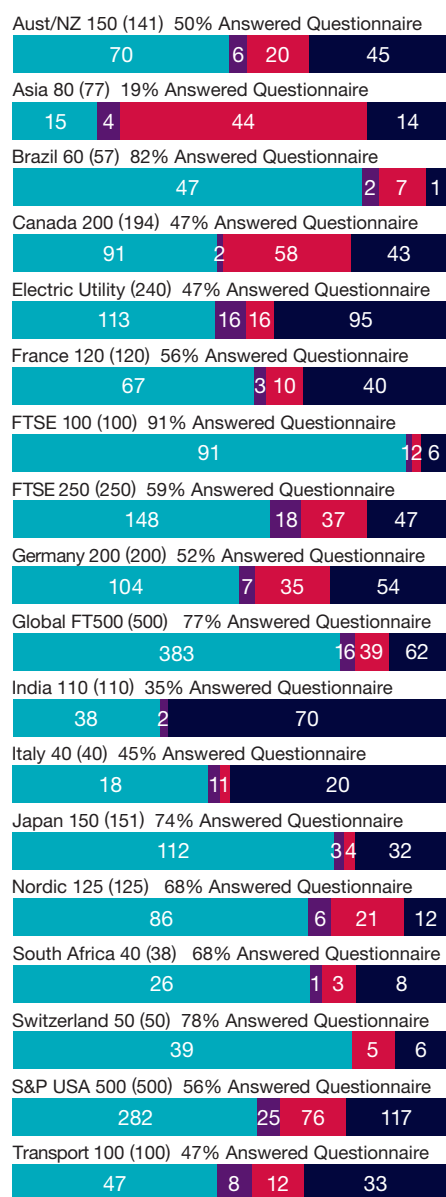 Aust/NZ 150 (141) 50% Answered Questionnaire
70 6 20 45
Asia 80 (77) 19% Answered Questionnaire
15 4 44 14
Brazil 60 (57) 82% Answered Questionnaire
47 2 7 1
Canada 200 (194) 47% Answered Questionnaire
91 2 58 43
Electric Utility (240) 47% Answered Questionnaire
113 16 16 95
France 120 (120) 56% Answered Questionnaire
67 3 10 40
FTSE 100 (100) 91% Answered Questionnaire
91 1 2 6
FTSE 250 (250) 59% Answered Questionnaire
148 18 37 47
Germany 200 (200) 52% Answered Questionnaire
104 7 35 54
Global FT500 (500) 77% Answered Questionnaire
383 16 39 62
India 110 (110) 35% Answered Questionnaire
38 2 70
Italy 40 (40) 45% Answered Questionnaire
18 1 1 20
Japan 150 (151) 74% Answered Questionnaire
112 3 4 32
Nordic 125 (125) 68% Answered Questionnaire
86 6 21 12
South Africa 40 (38) 68% Answered Questionnaire
26 1 3 8
Switzerland 50 (50) 78% Answered Questionnaire
39 5 6
S&P USA 500 (500) 56% Answered Questionnaire
282 25 76 117
Transport 100 (100) 47% Answered Questionnaire
47 8 12 33